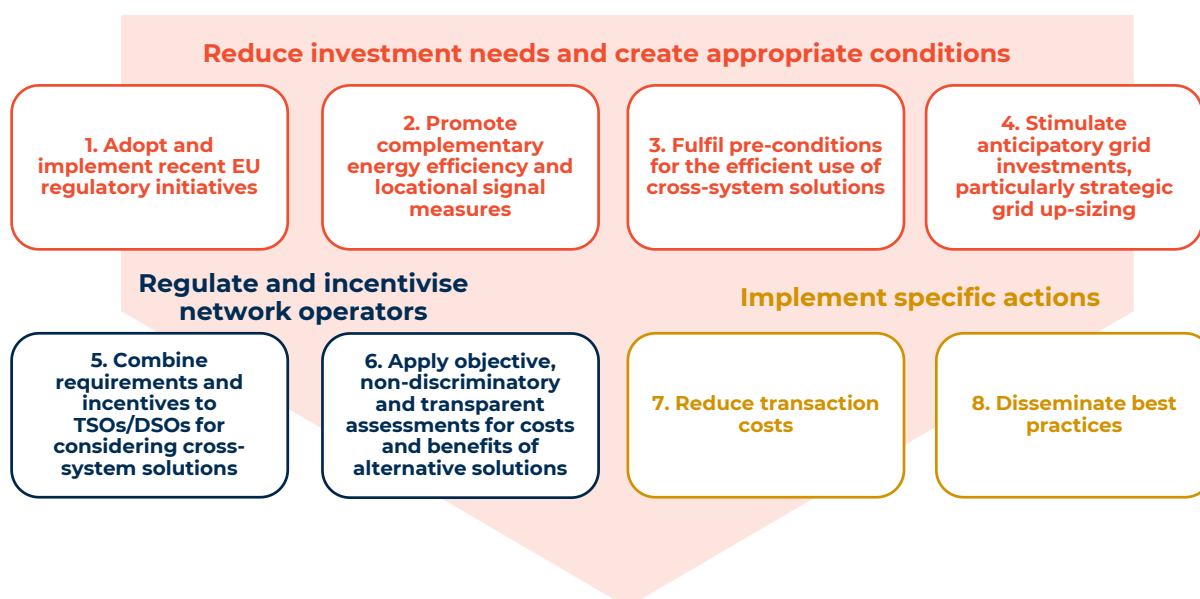 Reduce investment needs and create appropriate conditions
1. Adopt and
implement recent EU
regulatory initiatives
2. Promote
complementary
energy efficiency and
locational signal
measures
3. Fulfil pre-conditions
for the efficient use of
cross-system solutions
4. Stimulate
anticipatory grid
investments,
particularly strategic
grid up-sizing
Regulate and incentivise
network operators
Implement specific actions
5. Combine
requirements and
incentives to
TSOs/DSOs for
considering cross-
system solutions
6. Apply objective,
non-discriminatory
and transparent
assessments for costs
and benefits of
alternative solutions
7. Reduce transaction
costs
8. Disseminate best
practices